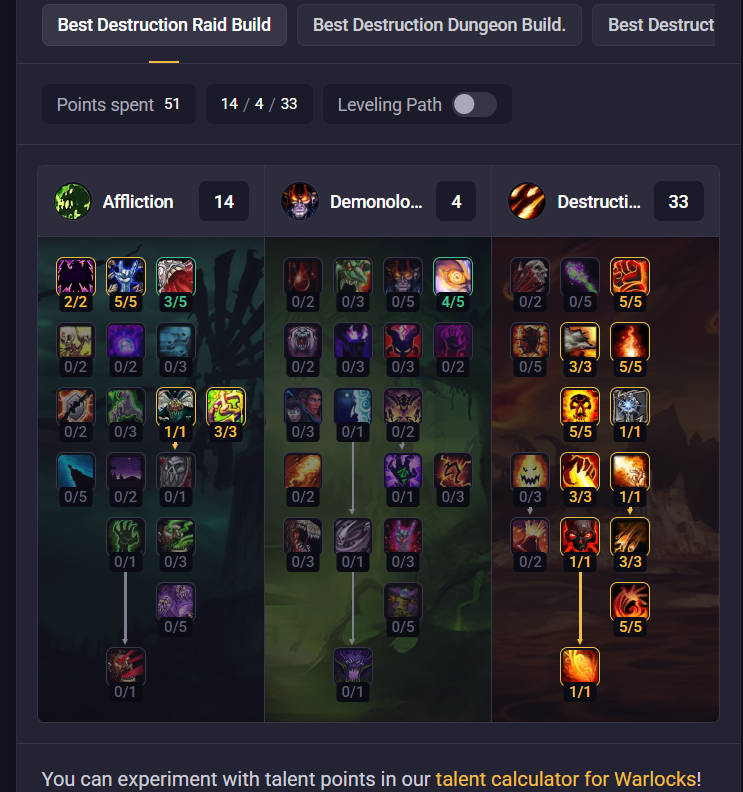 Best Destruction Raid Build Best Destruction Dungeon Build. Best Destruct
Points spent 51 14 / 4 / 33 Leveling Path
Affliction 14 Demonolo... 4 Destructi... 33
2/2 5/5 3/5 0/2 0/3 0/5 4/5 0/2 0/5 5/5
0/2 0/2 0/3 0/2 0/3 0/3 0/2 0/5 3/3 5/5
0/2 0/3 1/1 3/3 0/3 0/1 0/2 5/5 1/1
0/5 0/2 0/1 0/2 0/1 0/3 0/3 3/3 1/1
0/1 0/3 0/3 0/1 0/3 0/2 1/1 3/3
0/5 0/5 5/5
0/1 0/1 1/1
You can experiment with talent points in our talent calculator for Warlocks!